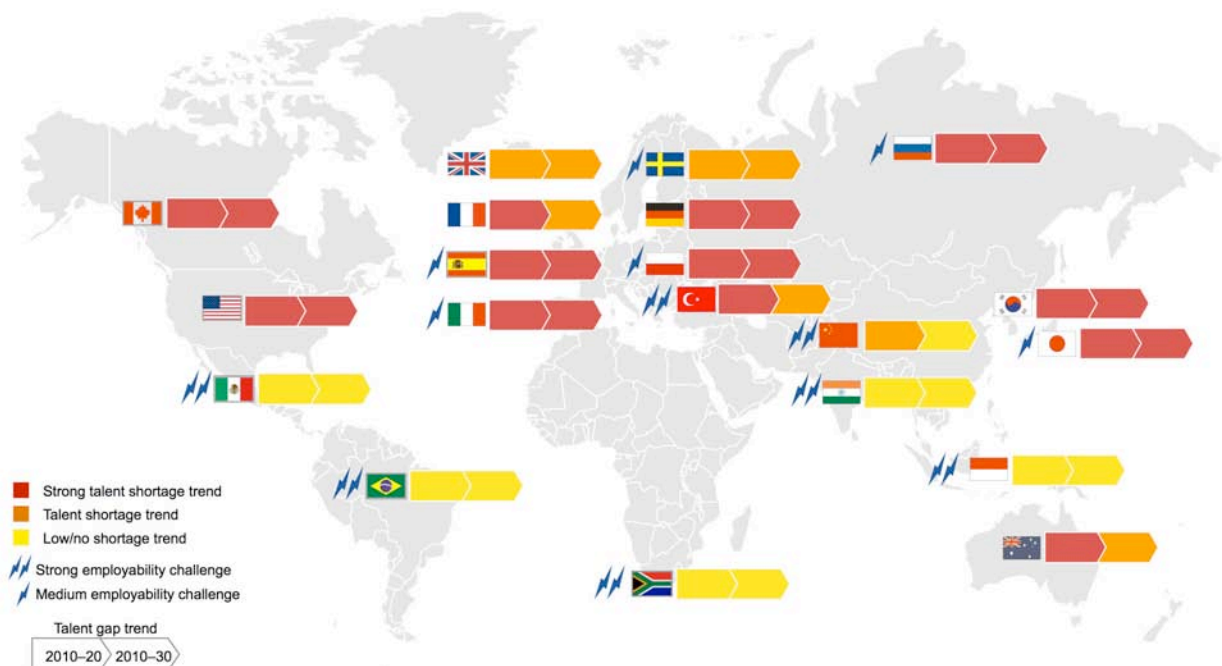 Strong talent shortage trend
Talent shortage trend
Low/no shortage trend
Strong employability challenge
Medium employability challenge
Talent gap trend
2010–20 2010–30